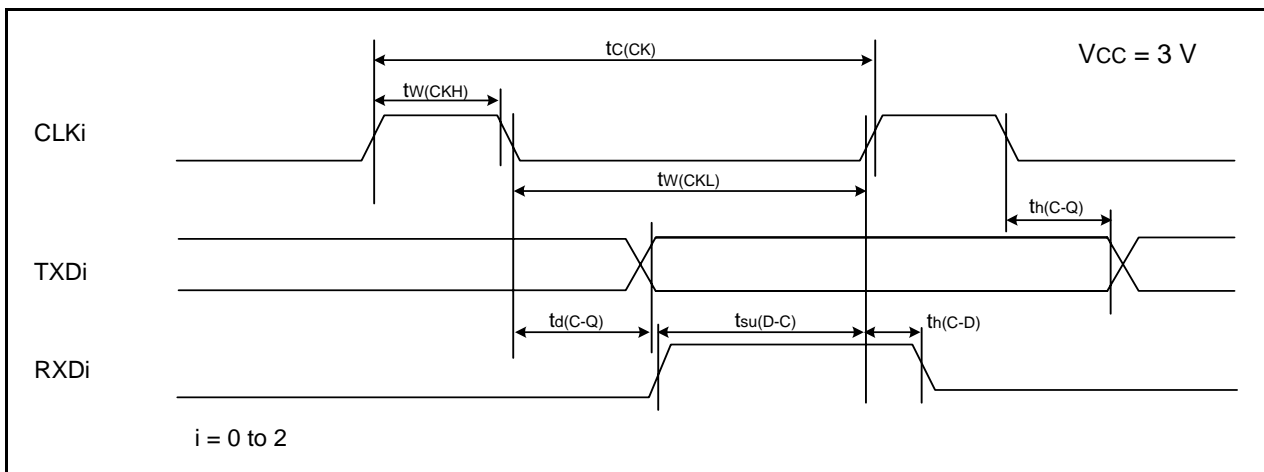 tC(CK)
VCC = 3 V
tW(CKH)
CLKi
tW(CKL)
th(C-Q)
TXDi
td(C-Q)
tsu(D-C)
th(C-D)
RXDi
i = 0 to 2